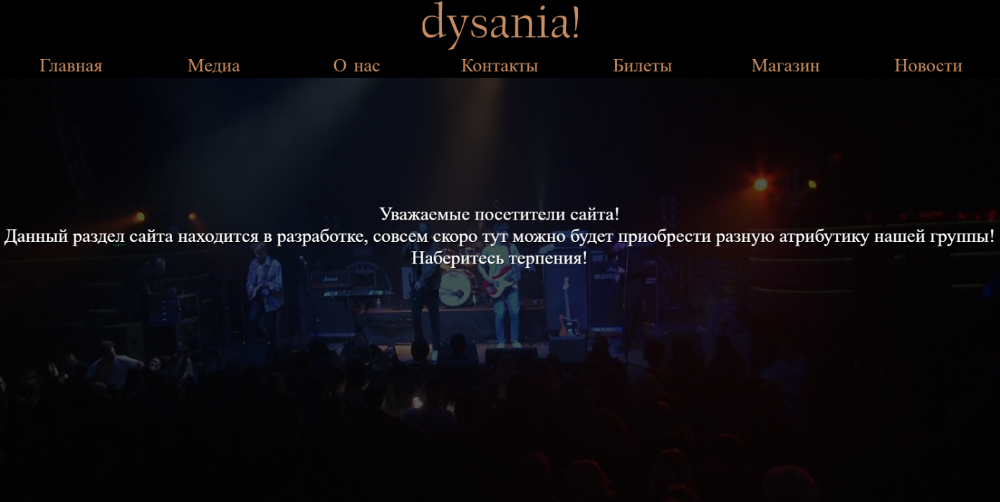 dysania!
Главная Медиа О нас Контакты Билеты Магазин Новости
Уважаемые посетители сайта!
Данный раздел сайта находится в разработке, совсем скоро тут можно будет приобрести разную атрибутику нашей группы!
Наберитесь терпения!